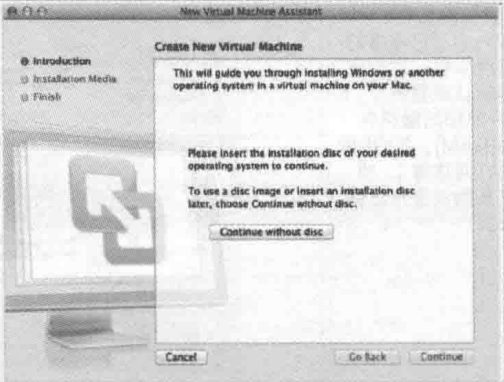 New Virtual Machine Assistant
Create New Virtual Machine
Introduction
Installation Media
Finish
This will guide you through installing Windows or another
operating system in a virtual machine on your Mac.
Please insert the installation disc of your desired
operating system to continue.
To use a disc image or insert an installation disc
later, choose Continue without disc.
Continue without disc
Cancel
Go Back
Continue